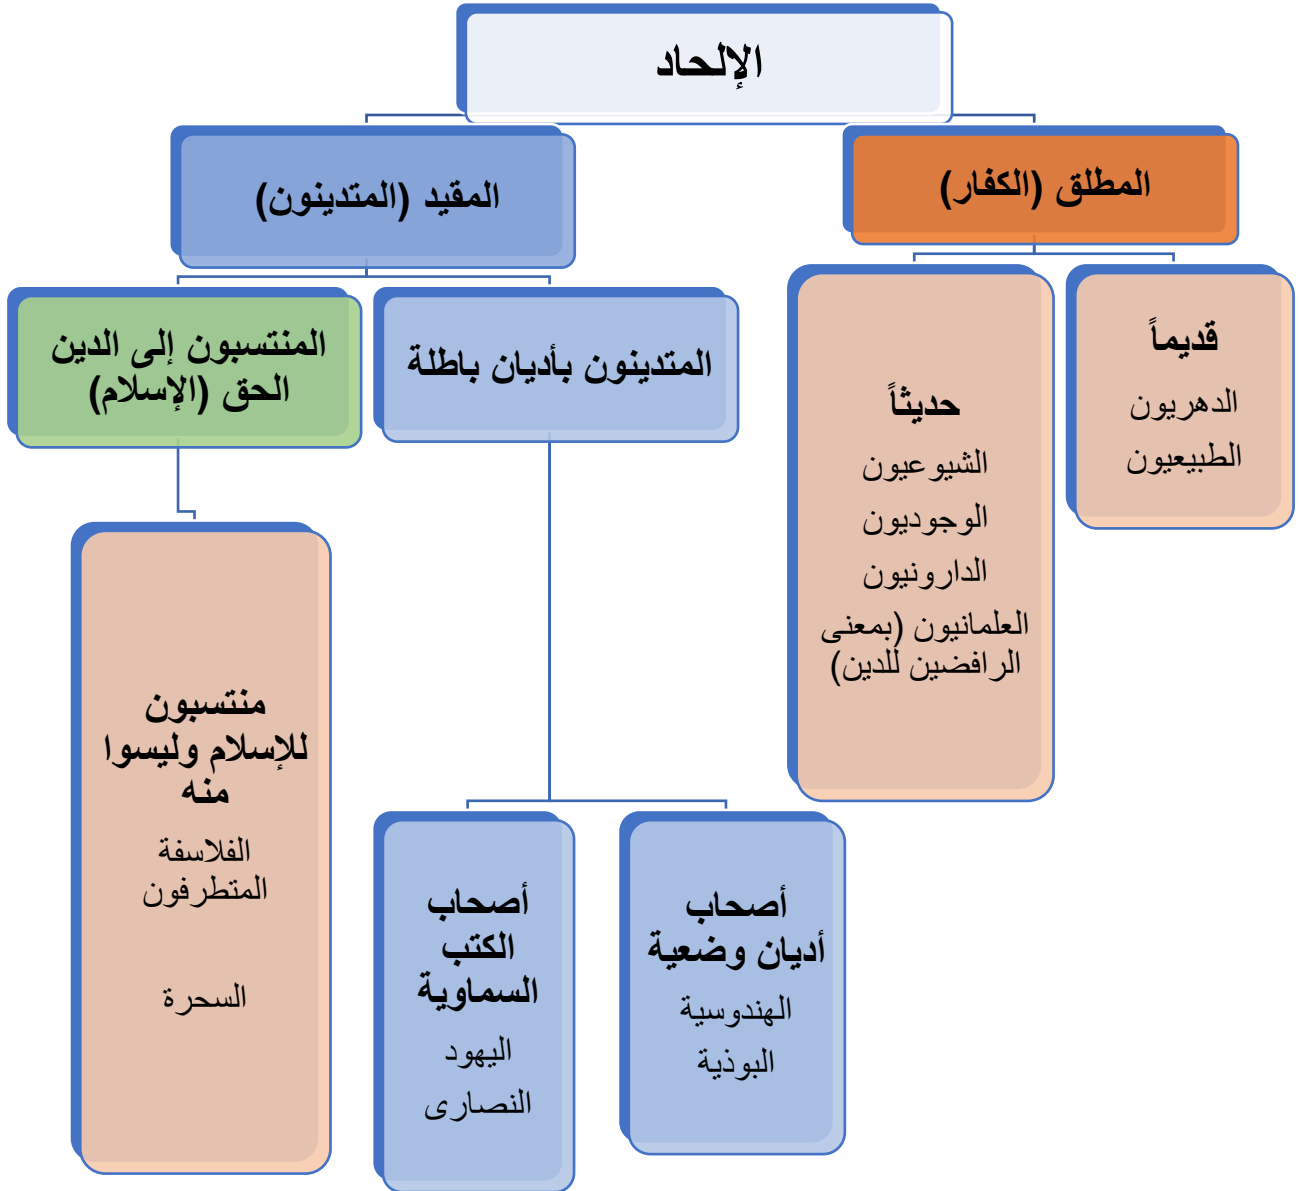 الإلحاد
المطلق (الكفار)
المقيد (المتدينون)
قديماً
الدهريون
الطبيعيون
حديثاً
الشيوعيون
الوجوديون
الدارونيون
العلمانيون (بمعنى
الرافضين للدين)
المتدينون بأديان باطلة
المنتسبون إلى الدين
الحق (الإسلام)
أصحاب
أديان وضعية
الهندوسية
البوذية
أصحاب
الكتب
السماوية
اليهود
النصارى
منتسبون
للإسلام وليسوا
منه
الفلاسفة
المتطرفون
السحرة